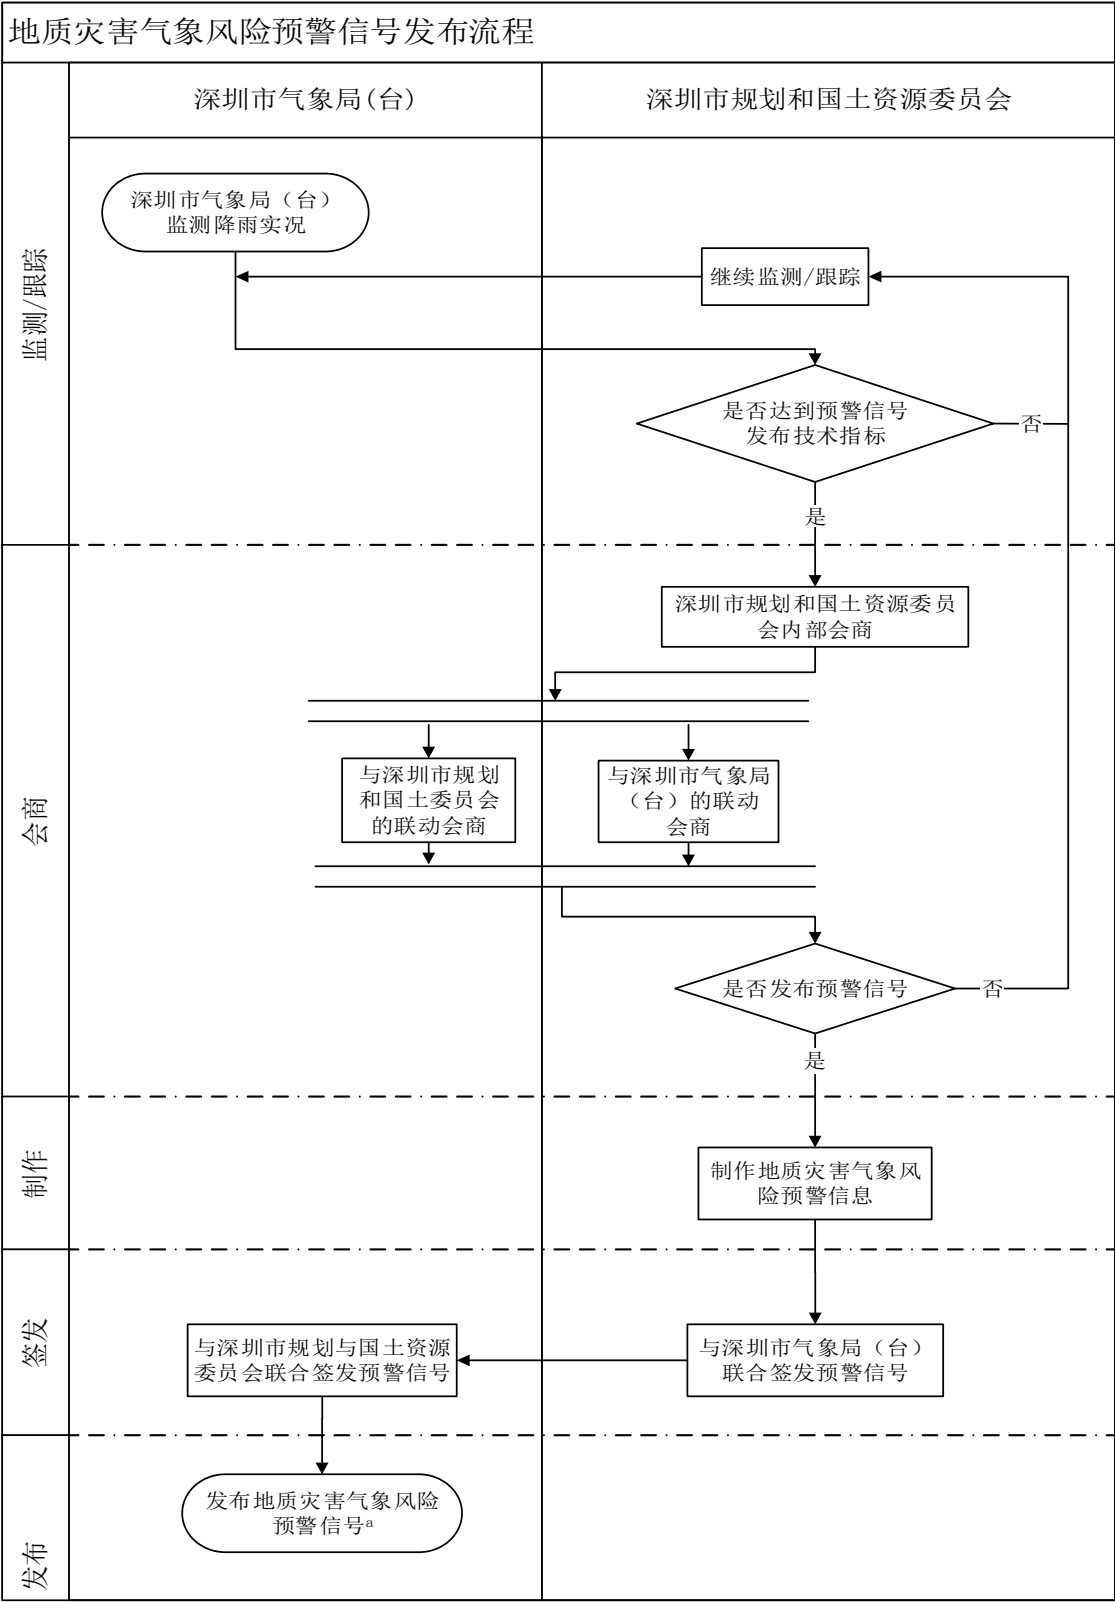 地质灾害气象风险预警信号发布流程
深圳市气象局(台)
深圳市规划和国土资源委员会
监测/跟踪
深圳市气象局（台）
监测降雨实况
继续监测/跟踪
是否达到预警信号
发布技术指标
否
是
会商
深圳市规划和国土资源委员
会内部会商
与深圳市规划
和国土委员会
的联动会商
与深圳市气象局
（台）的联动
会商
是否发布预警信号
否
是
制作
制作地质灾害气象风
险预警信息
签发
与深圳市规划与国土资源
委员会联合签发预警信号
与深圳市气象局（台）
联合签发预警信号
发布
发布地质灾害气象风险
预警信号a